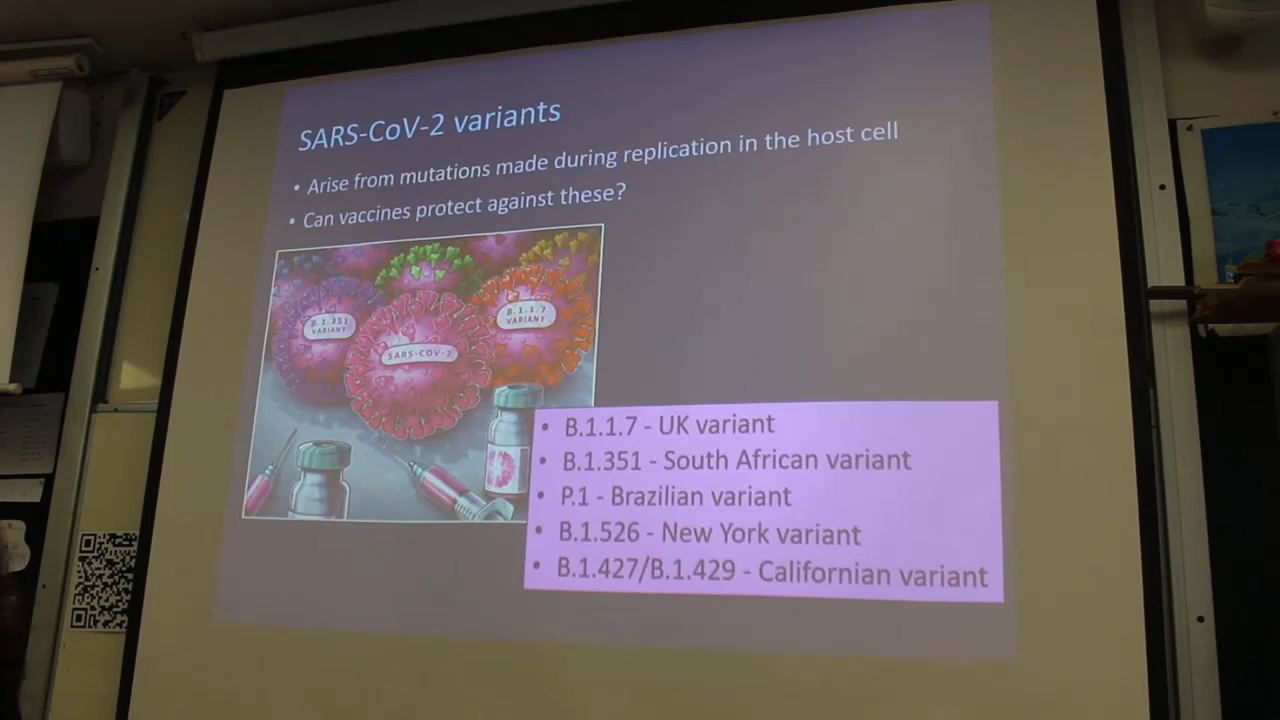 SARS-CoV-2 variants
• Arise from mutations made during replication in the host cell
• Can vaccines protect against these?
B.1.351
VARIANT
SARS-COV-2
B.1.1.7
VARIANT
• B.1.1.7 - UK variant
• B.1.351 - South African variant
• P.1 - Brazilian variant
• B.1.526 - New York variant
• B.1.427/B.1.429 - Californian variant